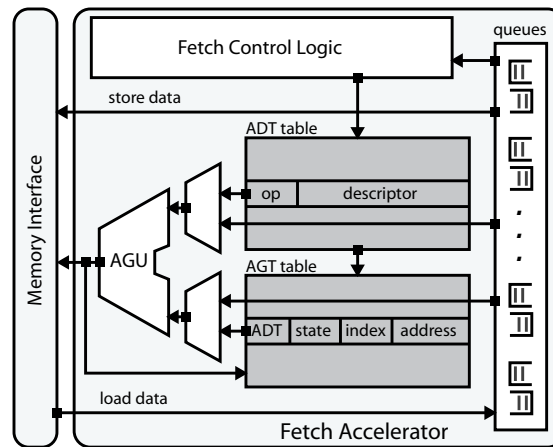 queues
Fetch Control Logic
store data
ADT table
op descriptor
Memory Interface
AGU
AGT table
ADT state index address
load data
Fetch Accelerator